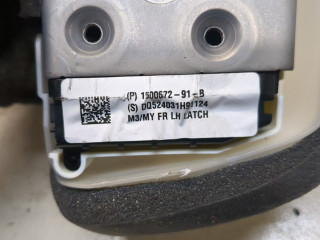 (P) 1500672-91-B
(S) DQ524031H91124
M3/MY FR LH LATCH